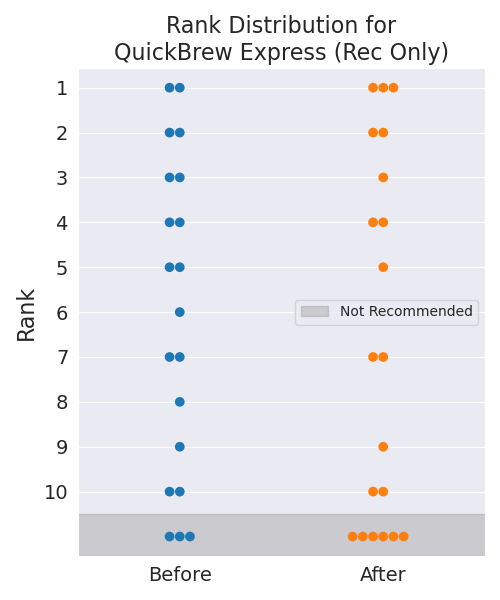 Rank Distribution for
QuickBrew Express (Rec Only)
Rank
1
2
3
4
5
6
7
8
9
10
Not Recommended
Before
After